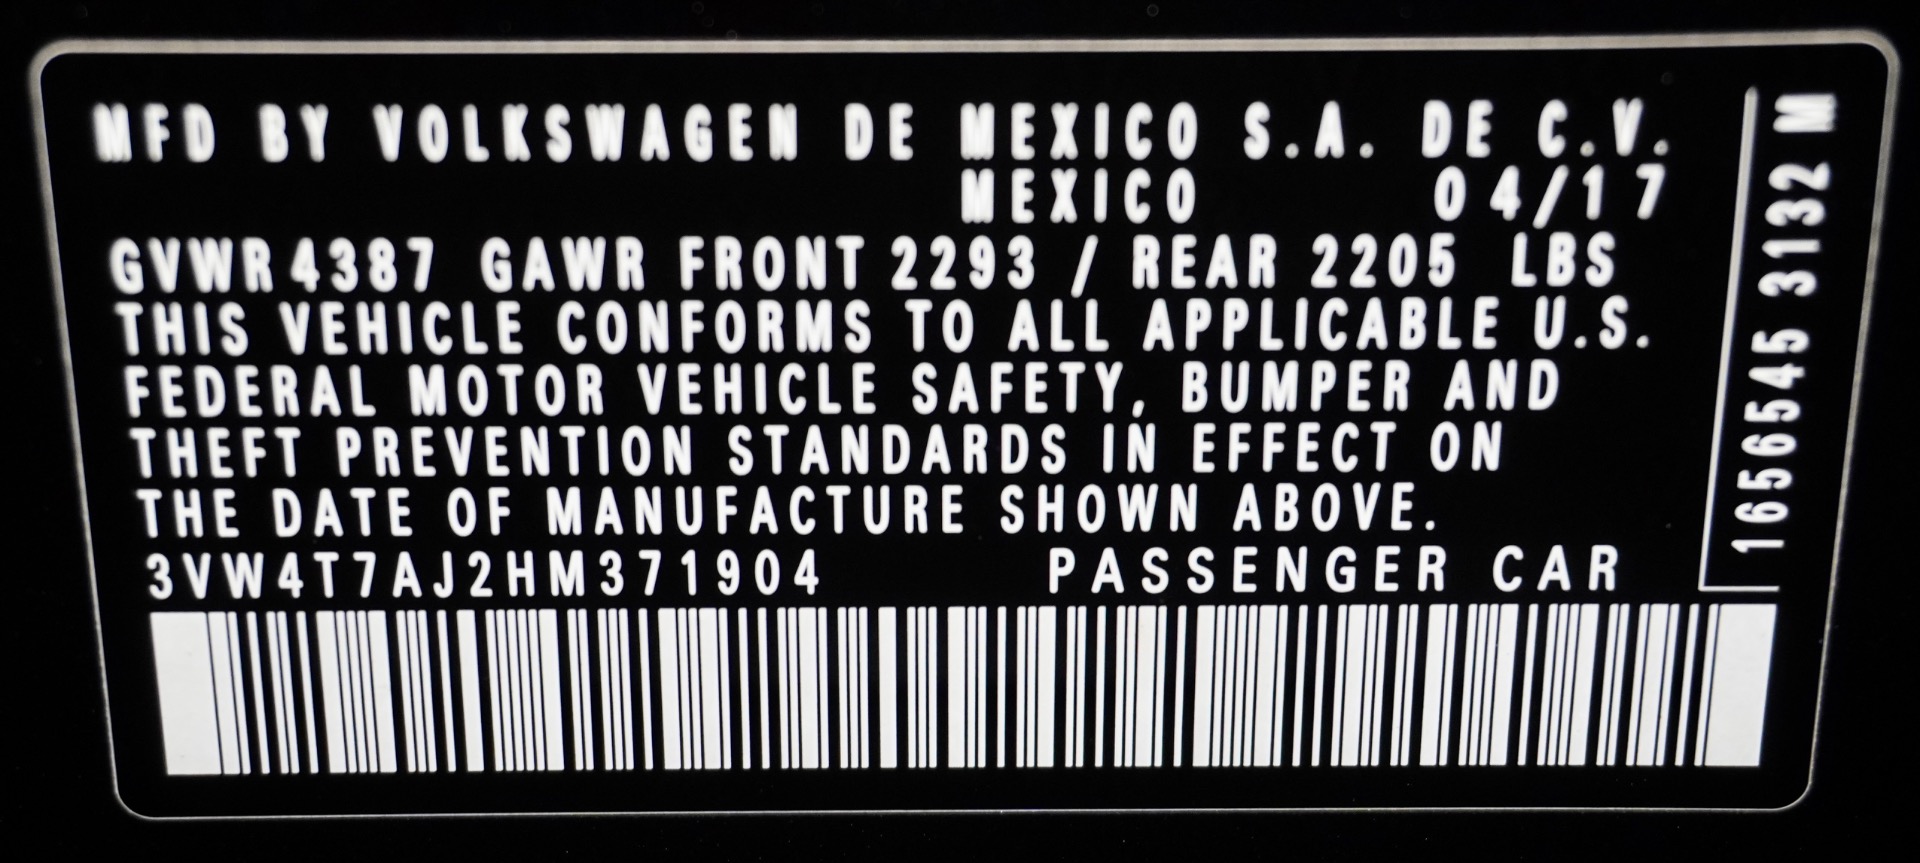 MFD BY VOLKSWAGEN DE MEXICO S.A. DE C.V.
MEXICO 04/17
GVWR 4387 GAWR FRONT 2293 / REAR 2205 LBS
THIS VEHICLE CONFORMS TO ALL APPLICABLE U.S.
FEDERAL MOTOR VEHICLE SAFETY, BUMPER AND
THEFT PREVENTION STANDARDS IN EFFECT ON
THE DATE OF MANUFACTURE SHOWN ABOVE.
3VW4T7AJ2HM371904 PASSENGER CAR
1656545 3132 M